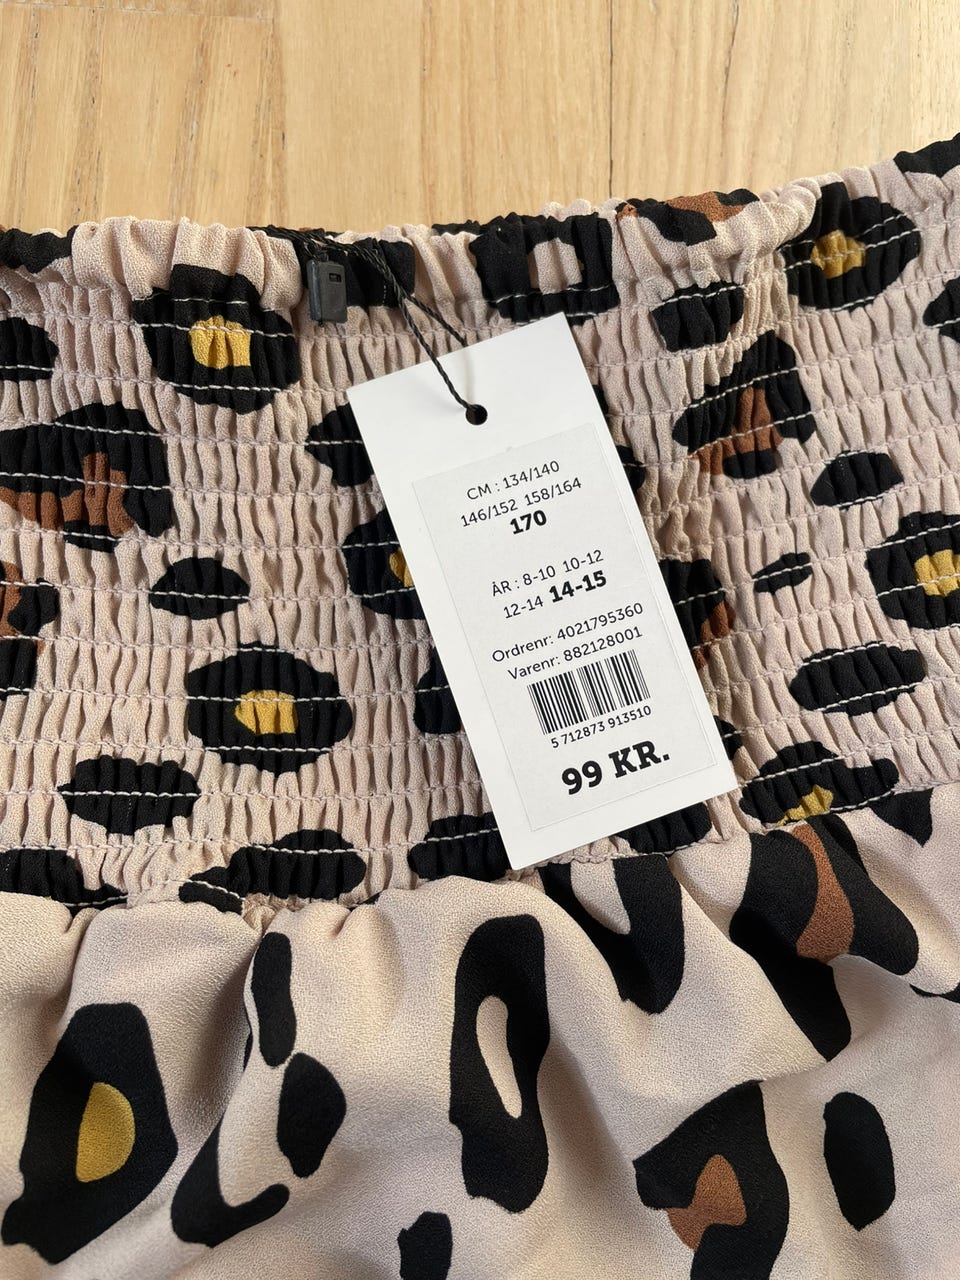 CM : 134/140
146/152 158/164
170
ÅR : 8-10 10-12
12-14 14-15
Ordrenr: 4021795360
Varenr: 882128001
5 712873 913510
99 KR.